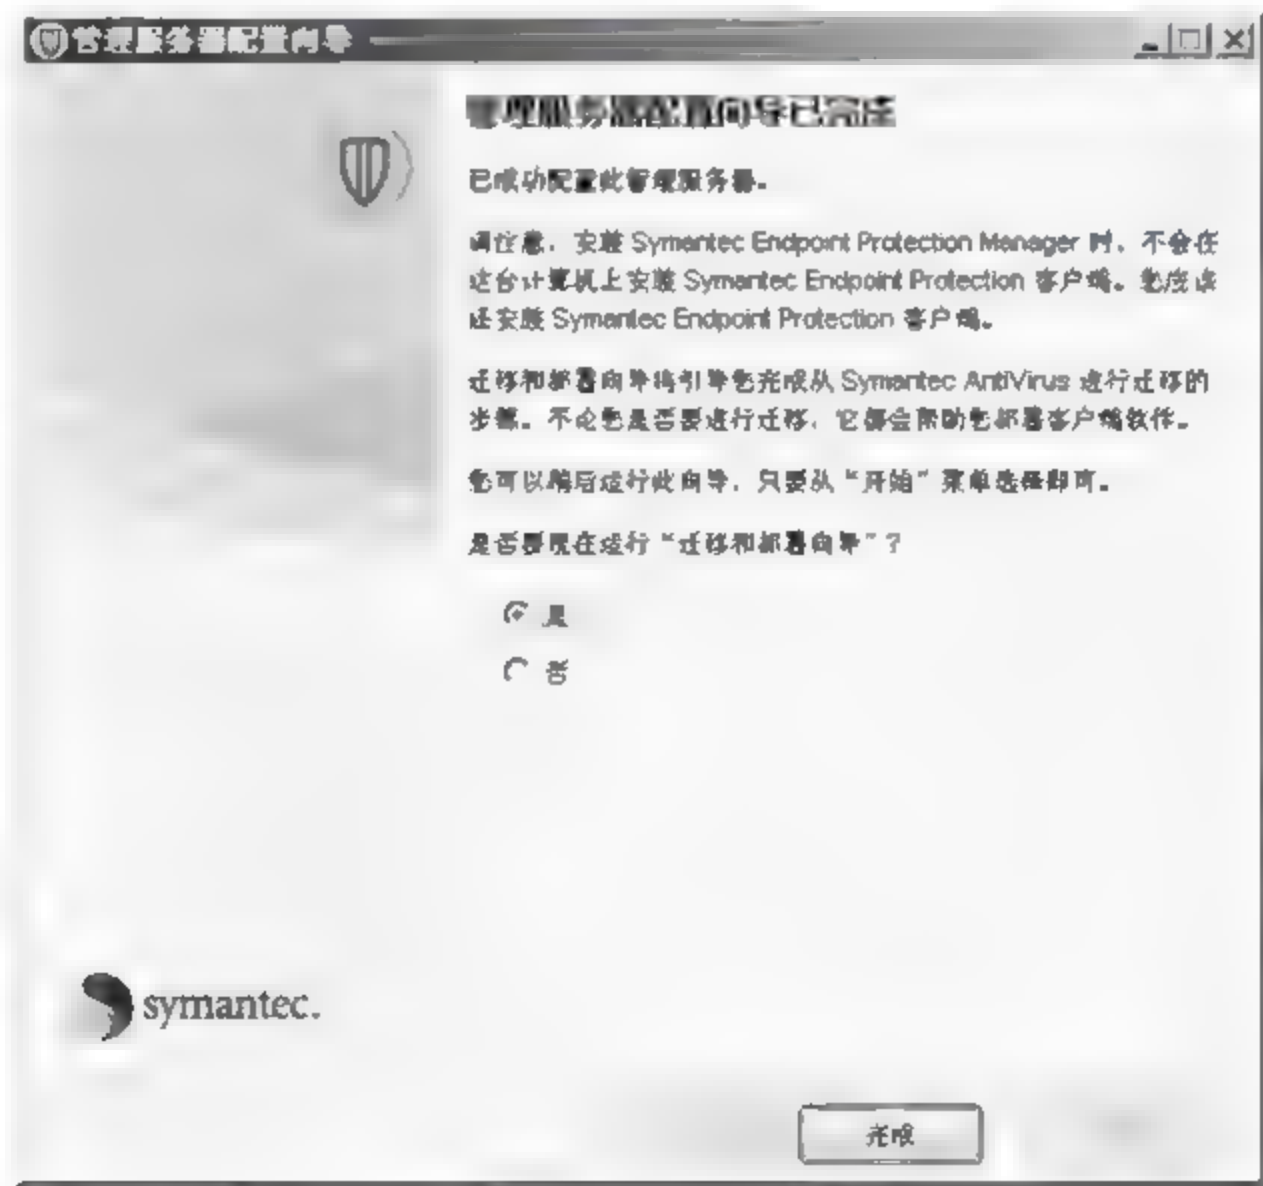 管理服务器配置向导
管理服务器配置向导已完成
已成功配置此管理服务器。
请注意，安装 Symantec Endpoint Protection Manager 时，不会在
这台计算机上安装 Symantec Endpoint Protection 客户端。您应该
还安装 Symantec Endpoint Protection 客户端。
迁移和部署向导将引导您完成从 Symantec AntiVirus 进行迁移的
步骤。不论您是否要进行迁移，它都会帮助您部署客户端软件。
您可以稍后运行此向导，只要从“开始”菜单选择即可。
是否要现在运行“迁移和部署向导”？
是
否
symantec.
完成